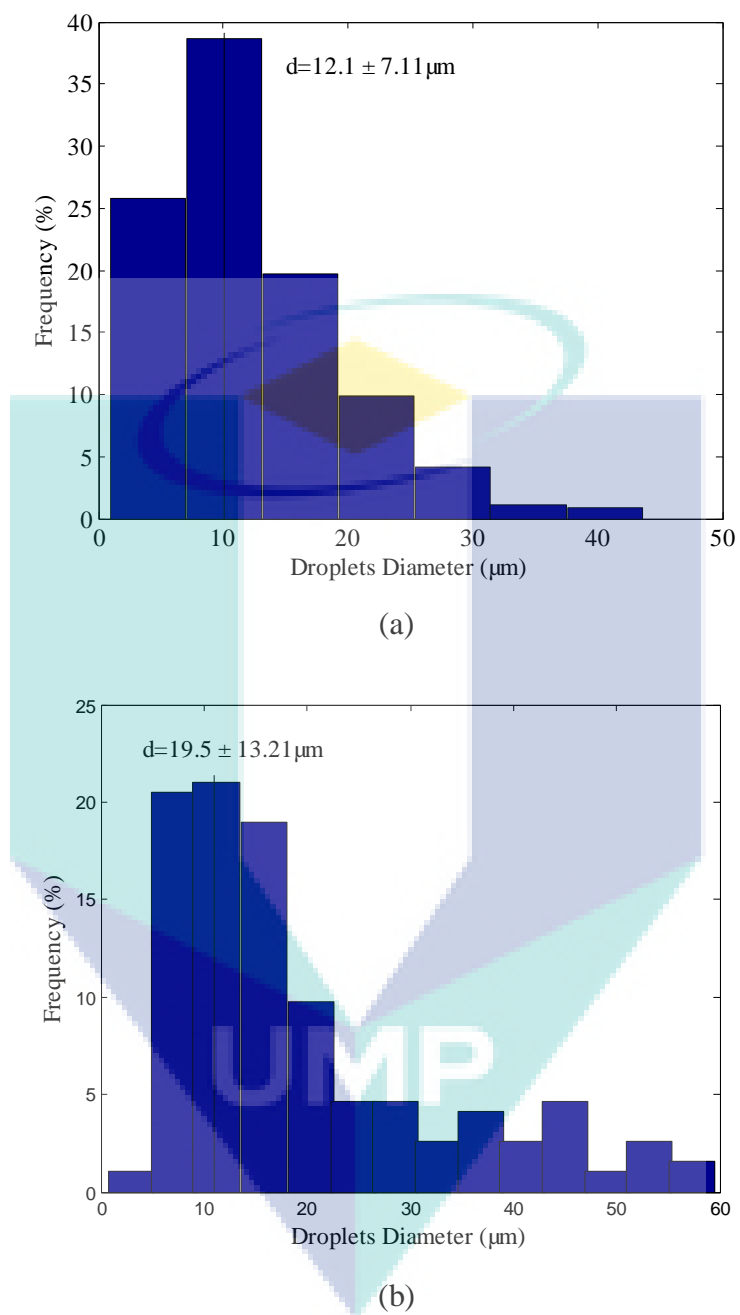 40
35
30
25
20
15
10
5
0
d=12.1 ± 7.11µm
Frequency (%)
0 10 20 30 40 50
Droplets Diameter (µm)
(a)
25
20
15
10
5
0
d=19.5 ± 13.21µm
Frequency (%)
UMP
0 10 20 30 40 50 60
Droplets Diameter (µm)
(b)